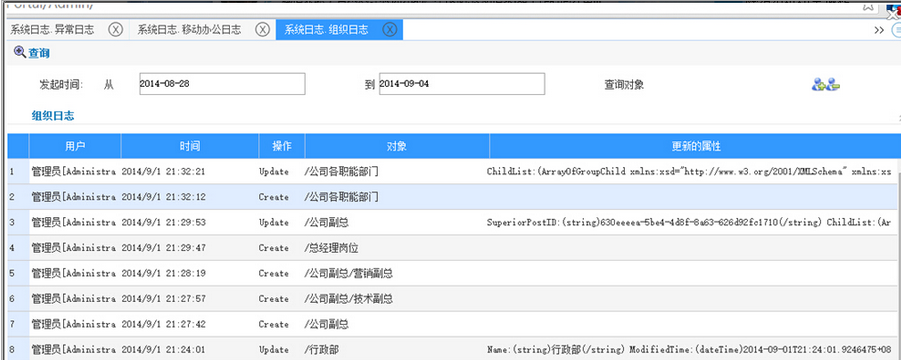 Portal/Admin/
系统日志. 异常日志 系统日志. 移动办公日志 系统日志. 组织日志
查询
发起时间: 从 2014-08-28 到 2014-09-04 查询对象
组织日志
用户 时间 操作 对象 更新的属性
1 管理员[Administra 2014/9/1 21:32:21 Update /公司各职能部门 ChildList:(ArrayOfGroupChild xmlns:xsd="http://www.w3.org/2001/XMLSchema" xmlns:xs
2 管理员[Administra 2014/9/1 21:32:12 Create /公司各职能部门
3 管理员[Administra 2014/9/1 21:29:53 Update /公司副总 SuperiorPostID:(string)630eeeea-5be4-4d8f-8a63-626d92fc1710(/string) ChildList:(Ar
4 管理员[Administra 2014/9/1 21:29:47 Create /总经理岗位
5 管理员[Administra 2014/9/1 21:28:19 Create /公司副总/营销副总
6 管理员[Administra 2014/9/1 21:27:57 Create /公司副总/技术副总
7 管理员[Administra 2014/9/1 21:27:42 Create /公司副总
8 管理员[Administra 2014/9/1 21:24:01 Update /行政部 Name:(string)行政部(/string) ModifiedTime:(dateTime)2014-09-01T21:24:01.9246475+08